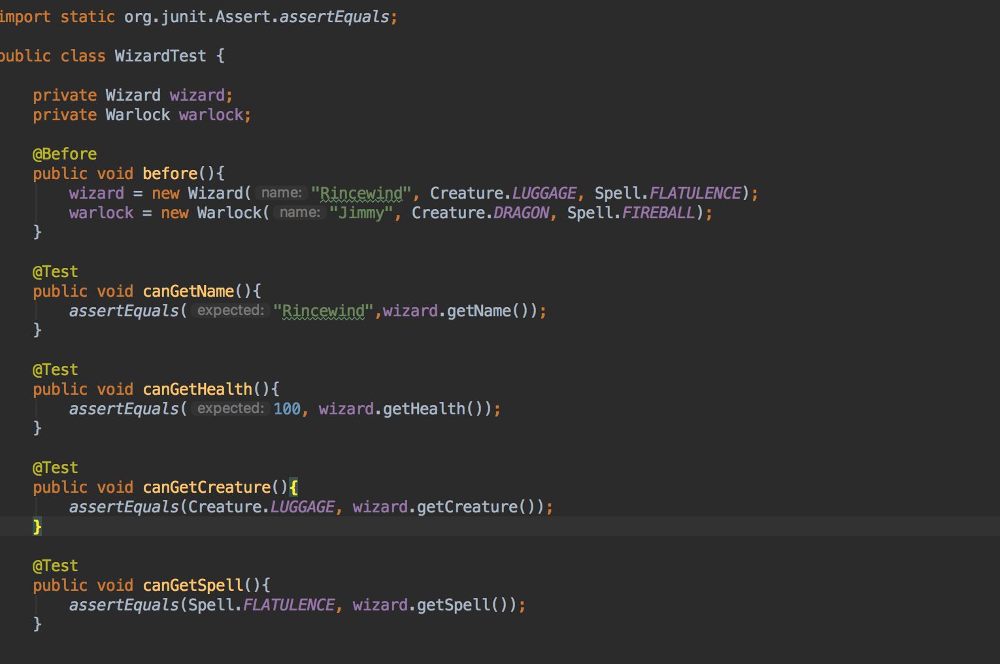 import static org.junit.Assert.assertEquals;
public class WizardTest {
private Wizard wizard;
private Warlock warlock;
@Before
public void before(){
wizard = new Wizard( name: "Rincewind", Creature.LUGGAGE, Spell.FLATULENCE);
warlock = new Warlock( name: "Jimmy", Creature.DRAGON, Spell.FIREBALL);
}
@Test
public void canGetName(){
assertEquals( expected: "Rincewind",wizard.getName());
}
@Test
public void canGetHealth(){
assertEquals( expected: 100, wizard.getHealth());
}
@Test
public void canGetCreature(){
assertEquals(Creature.LUGGAGE, wizard.getCreature());
}
@Test
public void canGetSpell(){
assertEquals(Spell.FLATULENCE, wizard.getSpell());
}